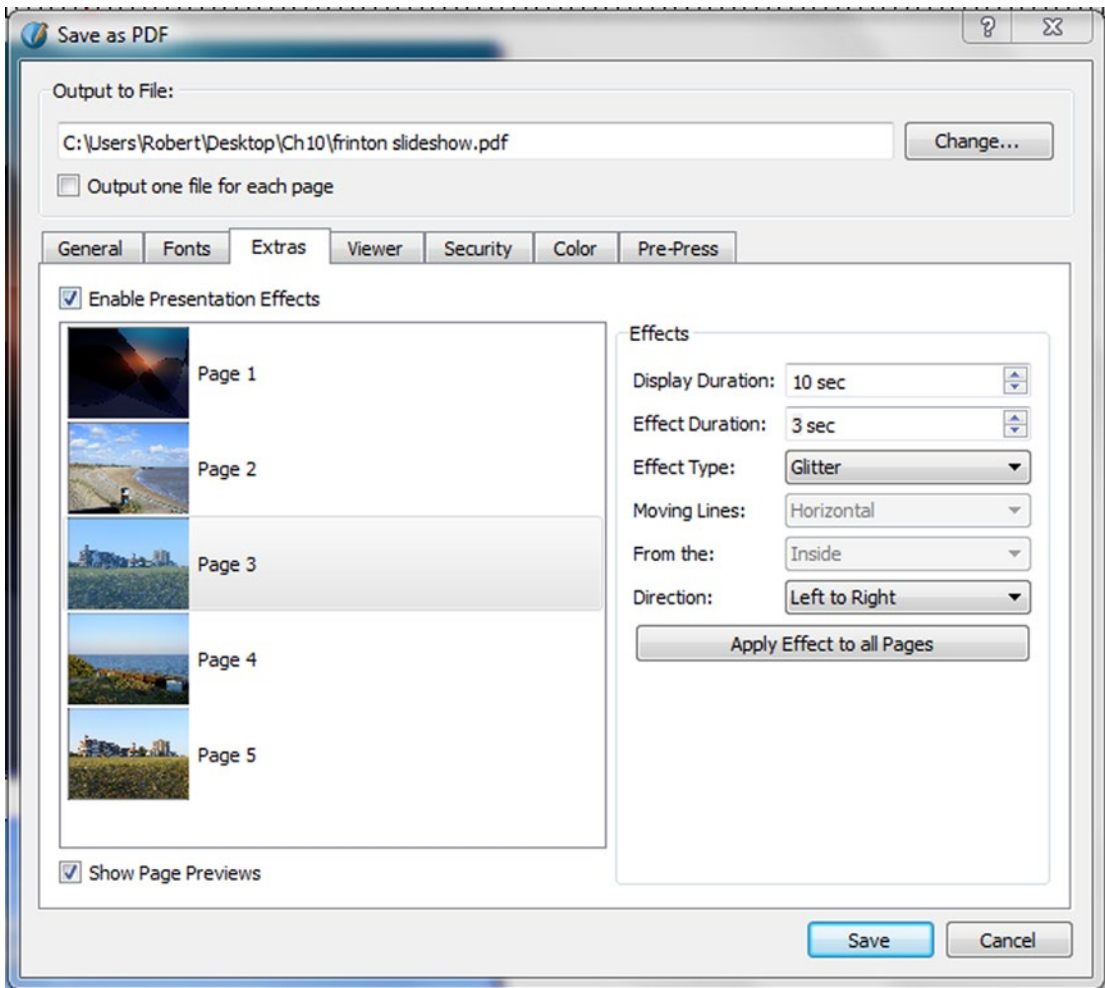 Save as PDF
Output to File:
C:\Users\Robert\Desktop\Ch10\frinton slideshow.pdf
Change...
Output one file for each page
General Fonts Extras Viewer Security Color Pre-Press
Enable Presentation Effects
Page 1
Page 2
Page 3
Page 4
Page 5
Show Page Previews
Effects
Display Duration: 10 sec
Effect Duration: 3 sec
Effect Type: Glitter
Moving Lines: Horizontal
From the: Inside
Direction: Left to Right
Apply Effect to all Pages
Save Cancel